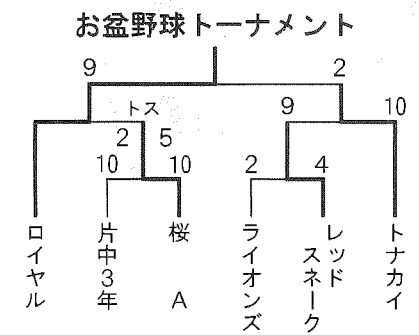 お盆野球トーナメント
9 2
トス 9 10
2 5
10 10 2 4
ロイヤル
片中3年
桜 A
ライオンズ
レッド
スネーク
トナカイ